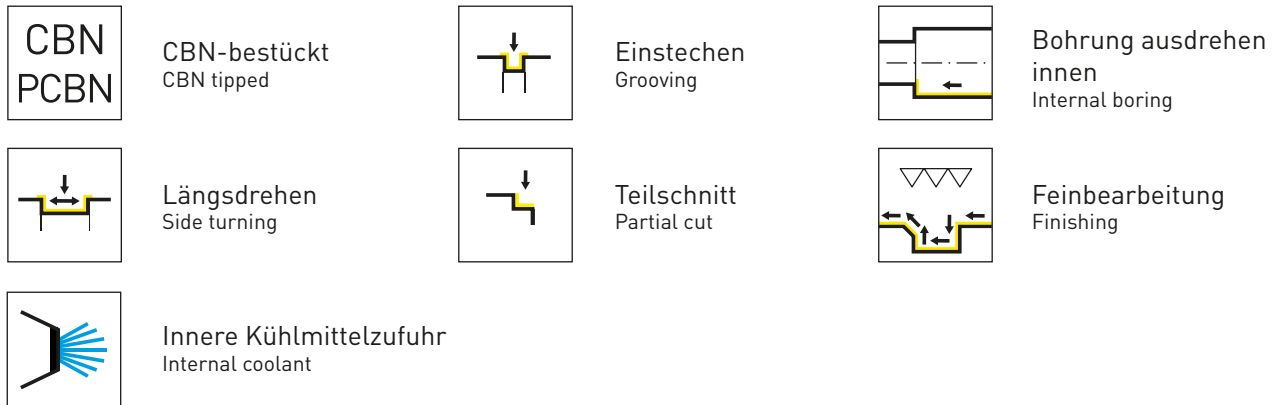 CBN
PCBN
CBN-bestückt
CBN tipped
Einstechen
Grooving
Bohrung ausdrehen
innen
Internal boring
Längsdrehen
Side turning
Teilschnitt
Partial cut
Feinbearbeitung
Finishing
Innere Kühlmittelzufuhr
Internal coolant